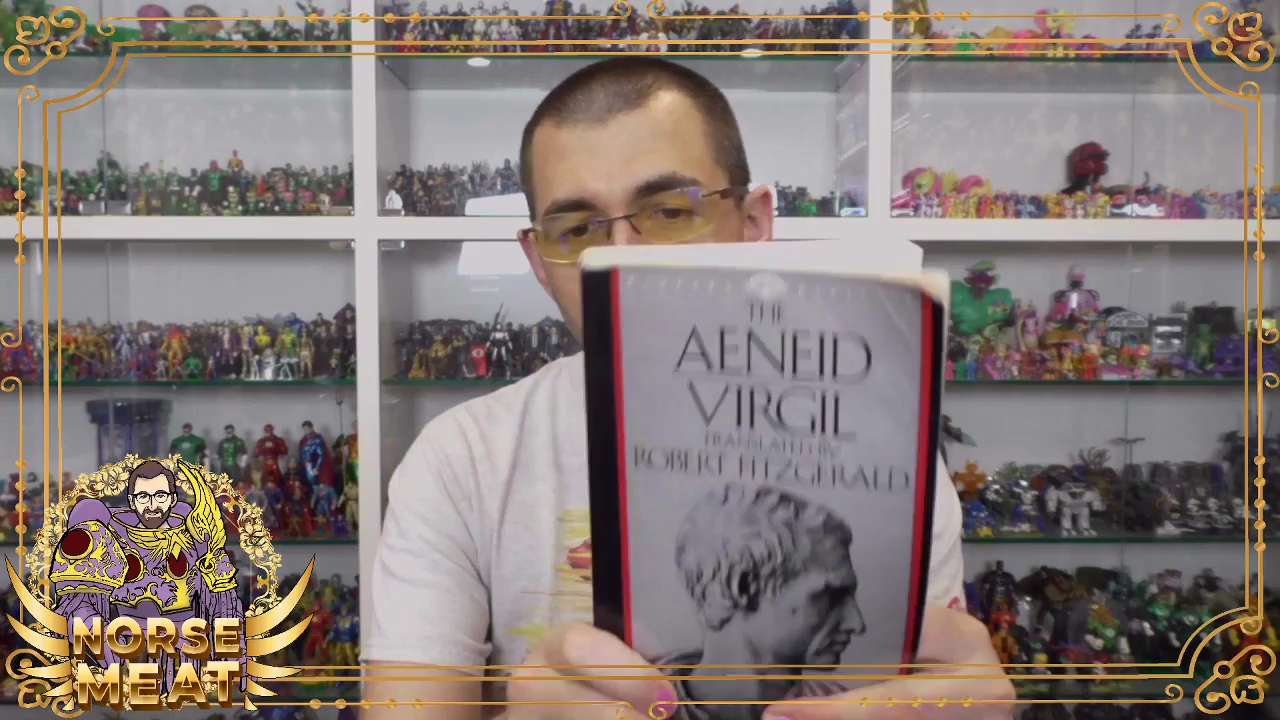 THE
AENEID
VIRGIL
TRANSLATED BY
ROBERT FITZGERALD
NORSE
MEAT